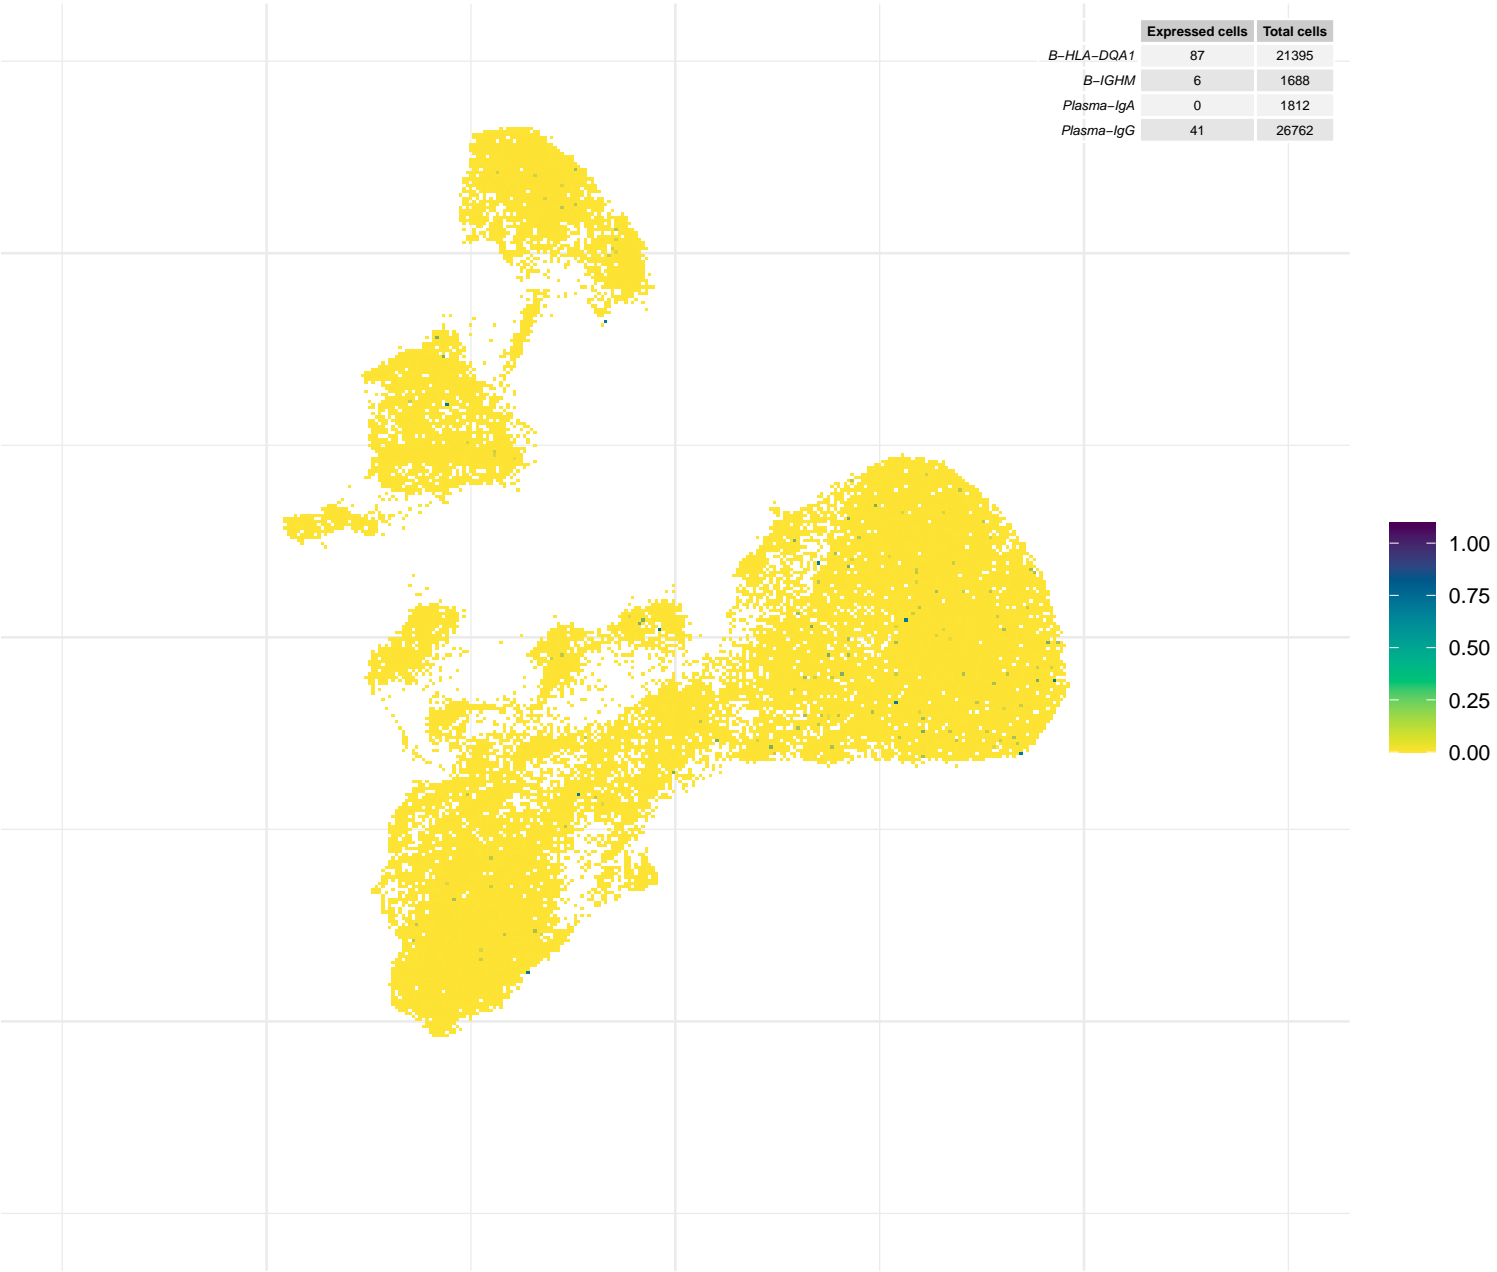 Expressed cells Total cells
B−HLA−DQA1 87 21395
B−IGHM 6 1688
Plasma−IgA 0 1812
Plasma−IgG 41 26762
1.00
0.75
0.50
0.25
0.00